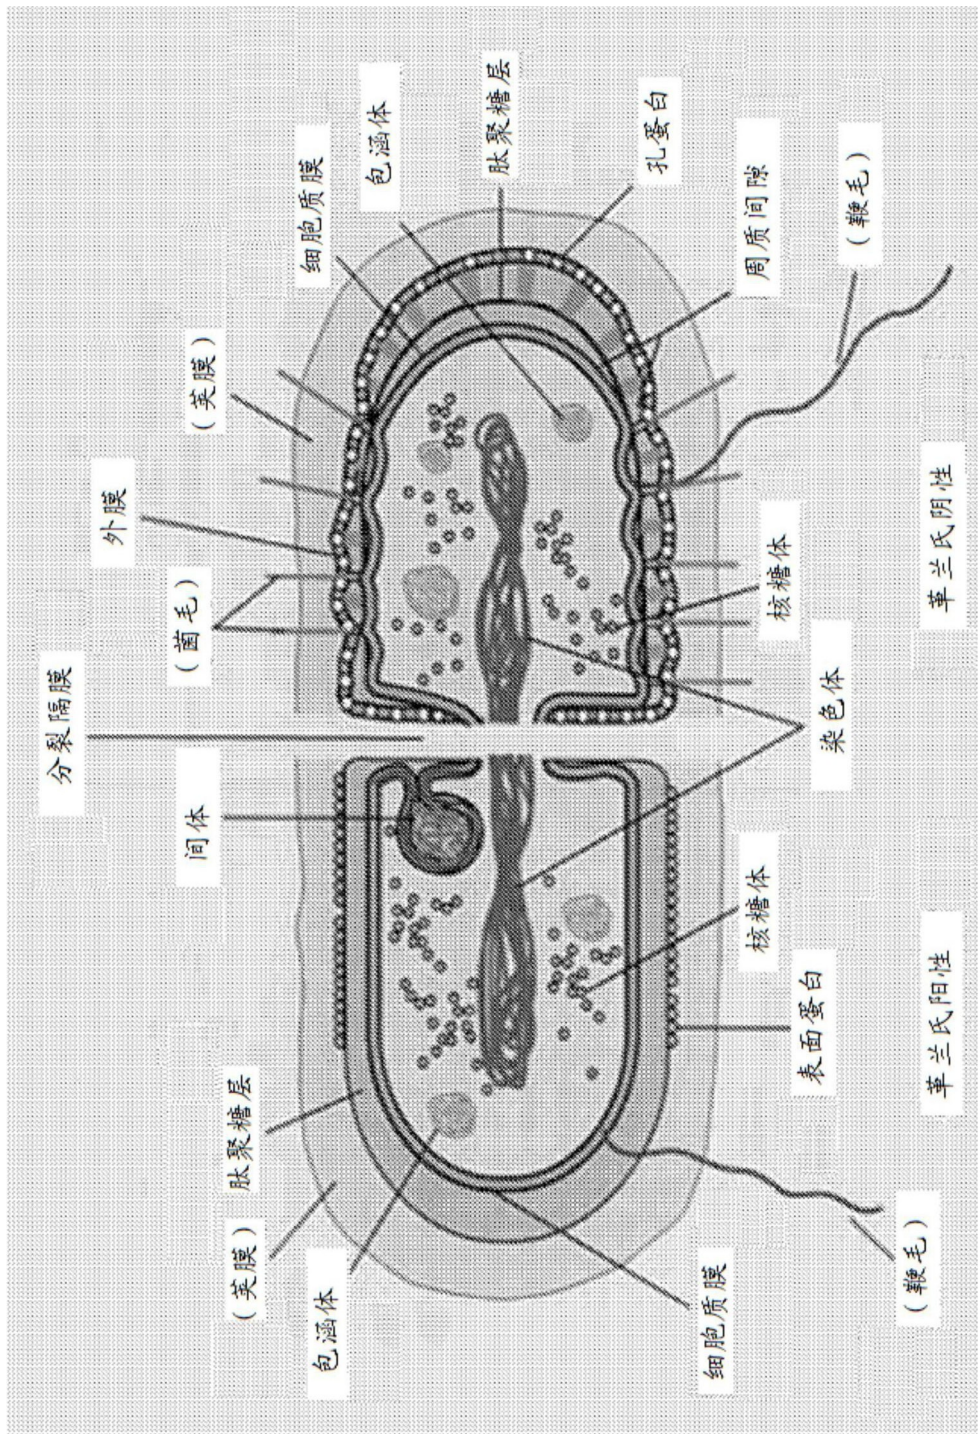 分裂隔膜
外膜
间体
(菌毛)
(英膜)
肽聚糖层
(英膜)
包涵体
细胞质膜
包涵体
肽聚糖层
孔蛋白
细胞质膜
核糖体
核糖体
周质间隙
表面蛋白
染色体
(鞭毛)
(鞭毛)
革兰氏阳性
革兰氏阴性